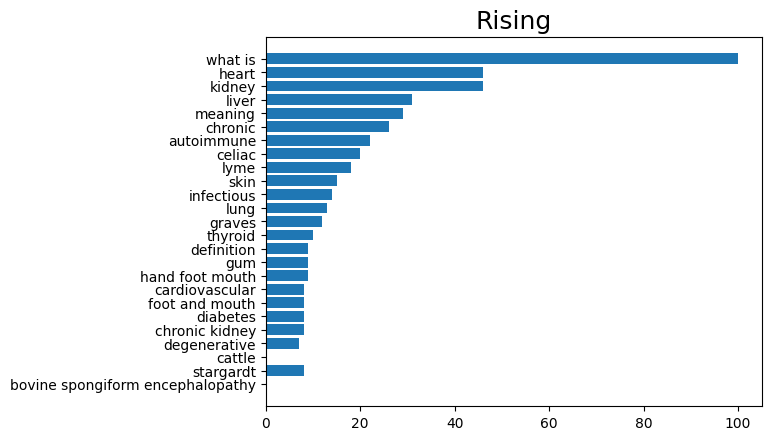 Rising
what is
heart
kidney
liver
meaning
chronic
autoimmune
celiac
lyme
skin
infectious
lung
graves
thyroid
definition
gum
hand foot mouth
cardiovascular
foot and mouth
diabetes
chronic kidney
degenerative
cattle
stargardt
bovine spongiform encephalopathy
0 20 40 60 80 100